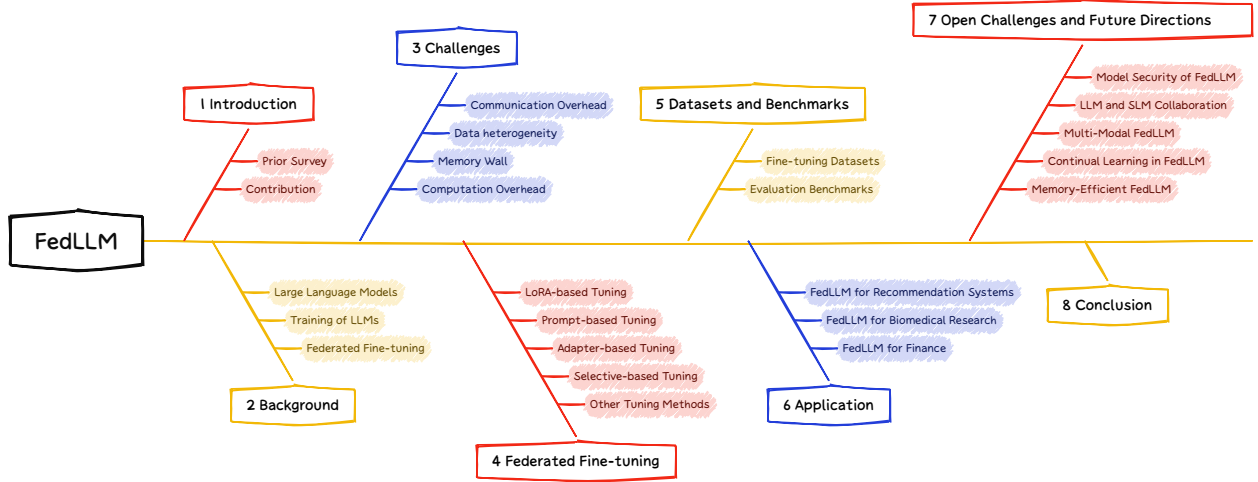 FedLLM
1 Introduction
Prior Survey
Contribution
2 Background
Large Language Models
Training of LLMs
Federated Fine-tuning
3 Challenges
Communication Overhead
Data heterogeneity
Memory Wall
Computation Overhead
4 Federated Fine-tuning
LoRA-based Tuning
Prompt-based Tuning
Adapter-based Tuning
Selective-based Tuning
Other Tuning Methods
5 Datasets and Benchmarks
Fine-tuning Datasets
Evaluation Benchmarks
6 Application
FedLLM for Recommendation Systems
FedLLM for Biomedical Research
FedLLM for Finance
7 Open Challenges and Future Directions
Model Security of FedLLM
LLM and SLM Collaboration
Multi-Modal FedLLM
Continual Learning in FedLLM
Memory-Efficient FedLLM
8 Conclusion